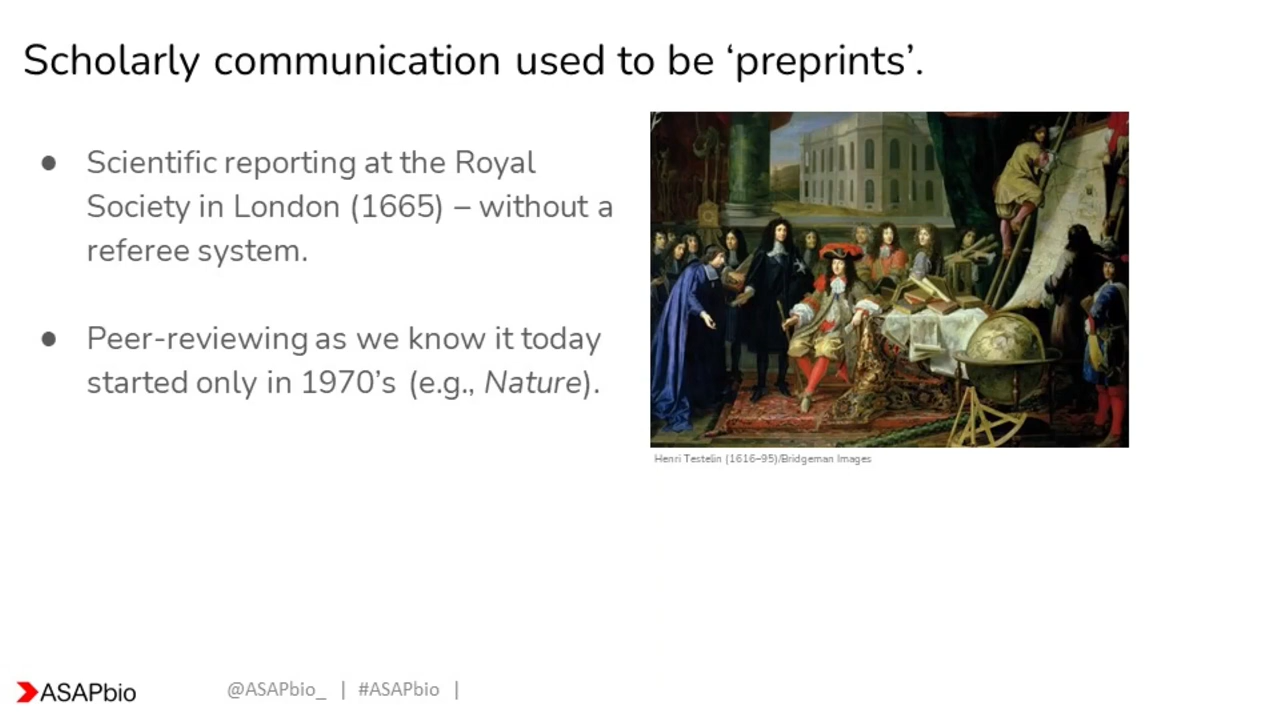 Scholarly communication used to be ‘preprints’.
● Scientific reporting at the Royal
Society in London (1665) – without a
referee system.
● Peer-reviewing as we know it today
started only in 1970’s (e.g., Nature).
Henri Testelin (1616–95)/Bridgeman Images
ASAPbio
@ASAPbio_ | #ASAPbio |